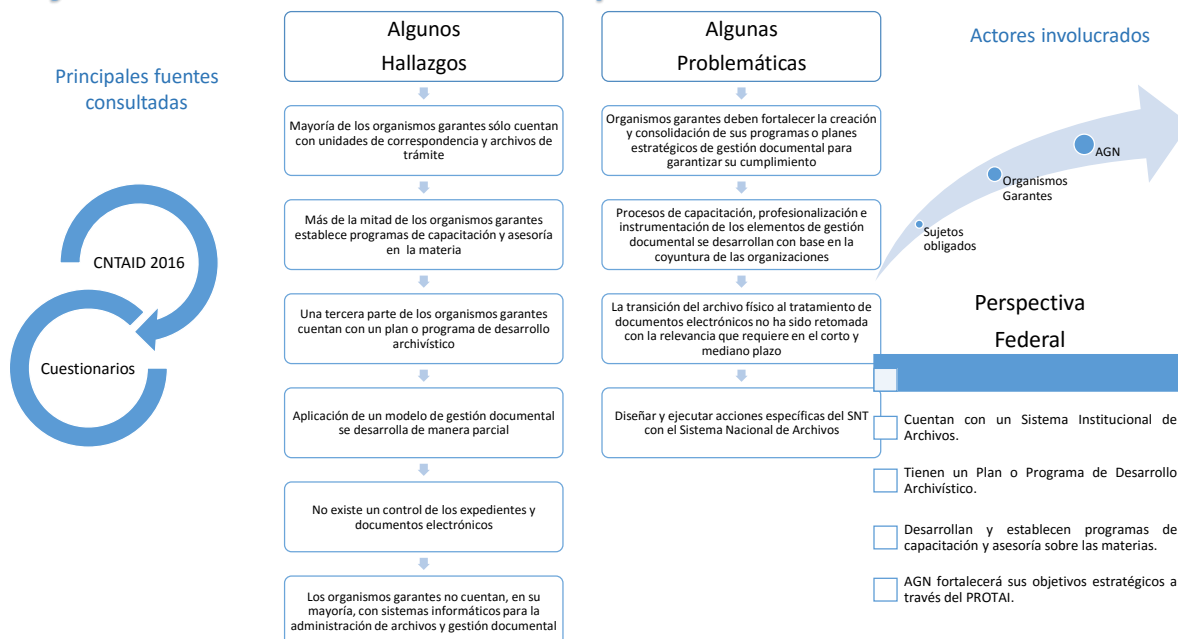 Principales fuentes
consultadas
CNTAID 2016
Cuestionarios
Algunos
Hallazgos
Mayoría de los organismos garantes sólo cuentan
con unidades de correspondencia y archivos de
trámite
Más de la mitad de los organismos garantes
establece programas de capacitación y asesoría
en la materia
Una tercera parte de los organismos garantes
cuentan con un plan o programa de desarrollo
archivístico
Aplicación de un modelo de gestión documental
se desarrolla de manera parcial
No existe un control de los expedientes y
documentos electrónicos
Los organismos garantes no cuentan, en su
mayoría, con sistemas informáticos para la
administración de archivos y gestión documental
Algunas
Problemáticas
Organismos garantes deben fortalecer la creación
y consolidación de sus programas o planes
estratégicos de gestión documental para
garantizar su cumplimiento
Procesos de capacitación, profesionalización e
instrumentación de los elementos de gestión
documental se desarrollan con base en la
coyuntura de las organizaciones
La transición del archivo físico al tratamiento de
documentos electrónicos no ha sido retomada
con la relevancia que requiere en el corto y
mediano plazo
Diseñar y ejecutar acciones específicas del SNT
con el Sistema Nacional de Archivos
Actores involucrados
AGN
Organismos
Garantes
Sujetos
obligados
Perspectiva
Federal
Cuentan con un Sistema Institucional de
Archivos.
Tienen un Plan o Programa de Desarrollo
Archivístico.
Desarrollan y establecen programas de
capacitación y asesoría sobre las materias.
AGN fortalecerá sus objetivos estratégicos a
través del PROTAI.